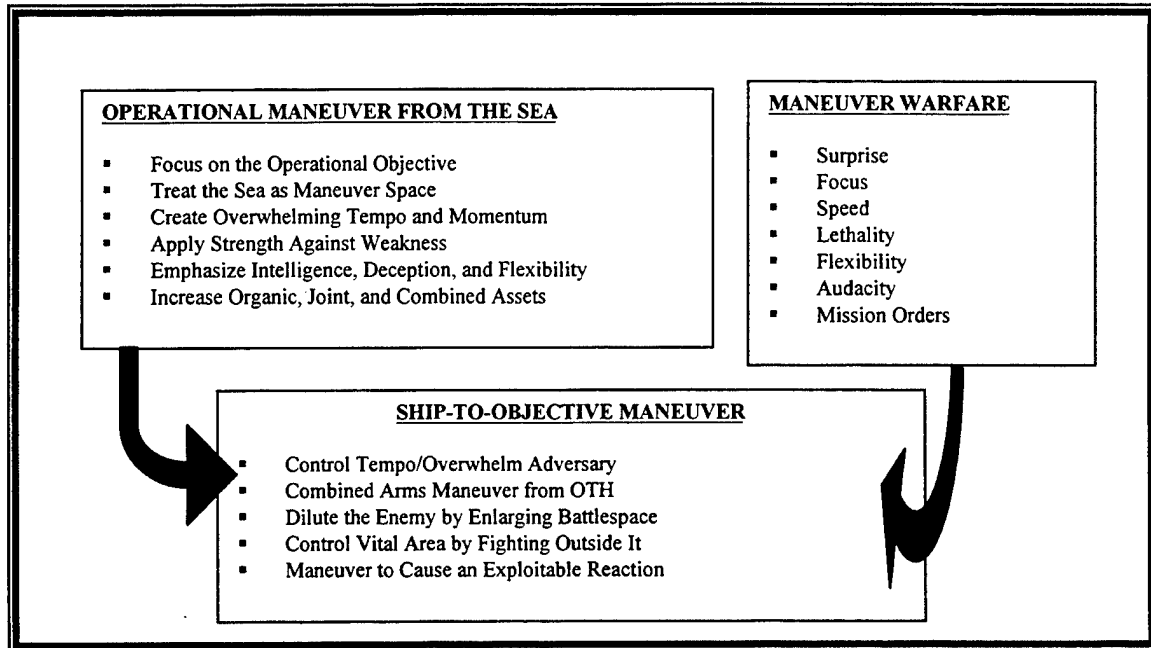 OPERATIONAL MANEUVER FROM THE SEA
▪ Focus on the Operational Objective
▪ Treat the Sea as Maneuver Space
▪ Create Overwhelming Tempo and Momentum
▪ Apply Strength Against Weakness
▪ Emphasize Intelligence, Deception, and Flexibility
▪ Increase Organic, Joint, and Combined Assets
MANEUVER WARFARE
▪ Surprise
▪ Focus
▪ Speed
▪ Lethality
▪ Flexibility
▪ Audacity
▪ Mission Orders
SHIP-TO-OBJECTIVE MANEUVER
▪ Control Tempo/Overwhelm Adversary
▪ Combined Arms Maneuver from OTH
▪ Dilute the Enemy by Enlarging Battlespace
▪ Control Vital Area by Fighting Outside It
▪ Maneuver to Cause an Exploitable Reaction